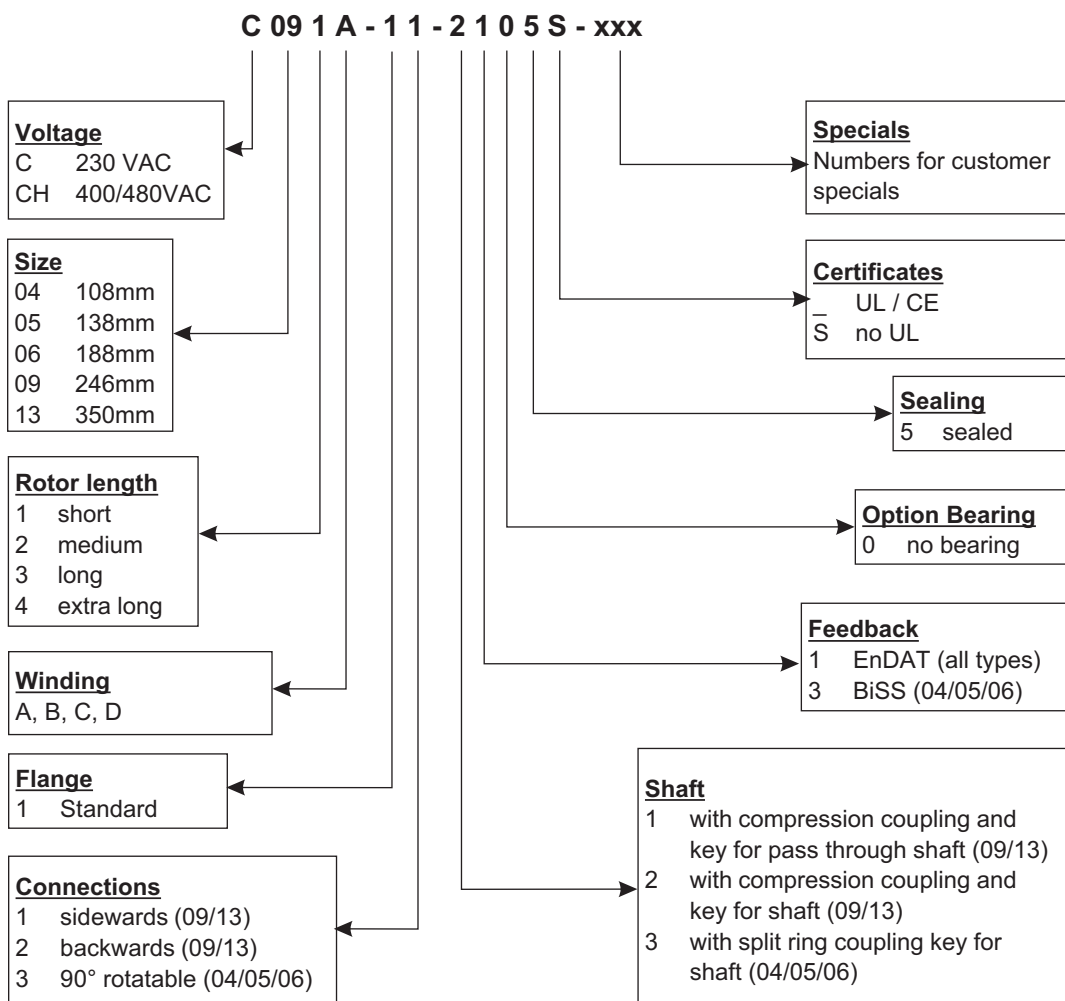 C 09 1 A - 1 1 - 2 1 0 5 S - xxx
Voltage
C 230 VAC
CH 400/480VAC
Size
04 108mm
05 138mm
06 188mm
09 246mm
13 350mm
Rotor length
1 short
2 medium
3 long
4 extra long
Winding
A, B, C, D
Flange
1 Standard
Connections
1 sidewards (09/13)
2 backwards (09/13)
3 90° rotatable (04/05/06)
Specials
Numbers for customer
specials
Certificates
_ UL / CE
S no UL
Sealing
5 sealed
Option Bearing
0 no bearing
Feedback
1 EnDAT (all types)
3 BiSS (04/05/06)
Shaft
1 with compression coupling and
key for pass through shaft (09/13)
2 with compression coupling and
key for shaft (09/13)
3 with split ring coupling key for
shaft (04/05/06)